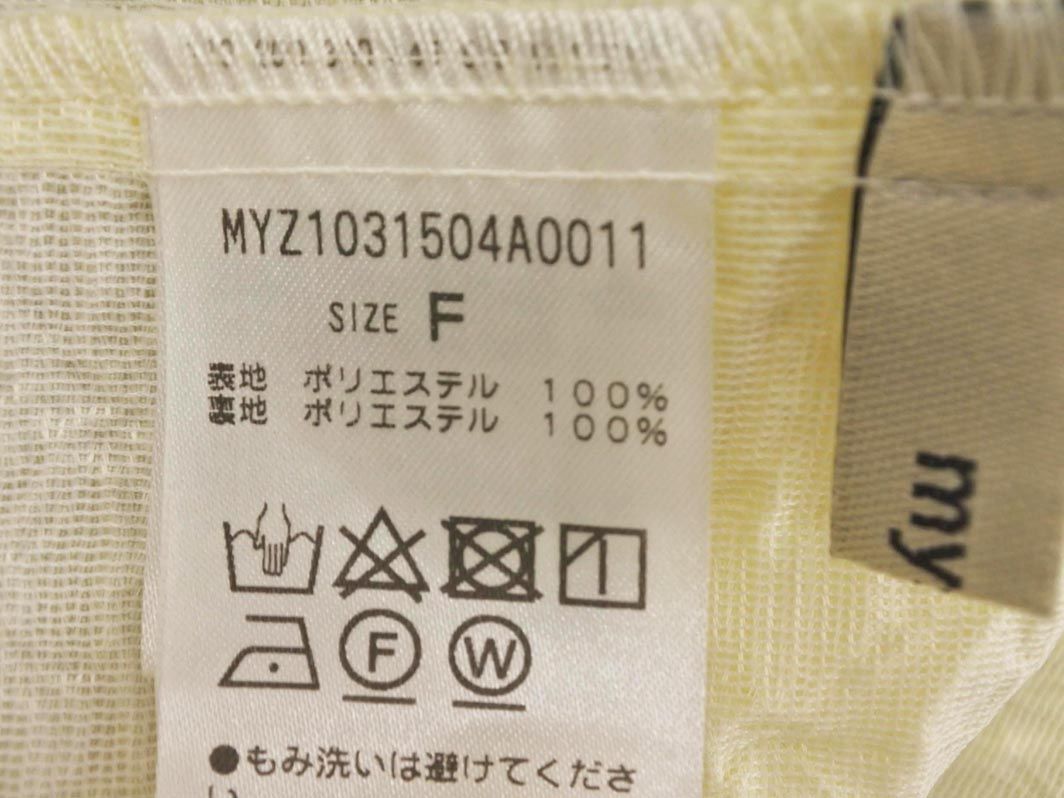 MYZ1031504A0011
SIZE F
表地 ポリエステル 100%
裏地 ポリエステル 100%
F
W
●もみ洗いは避けてくださ
my